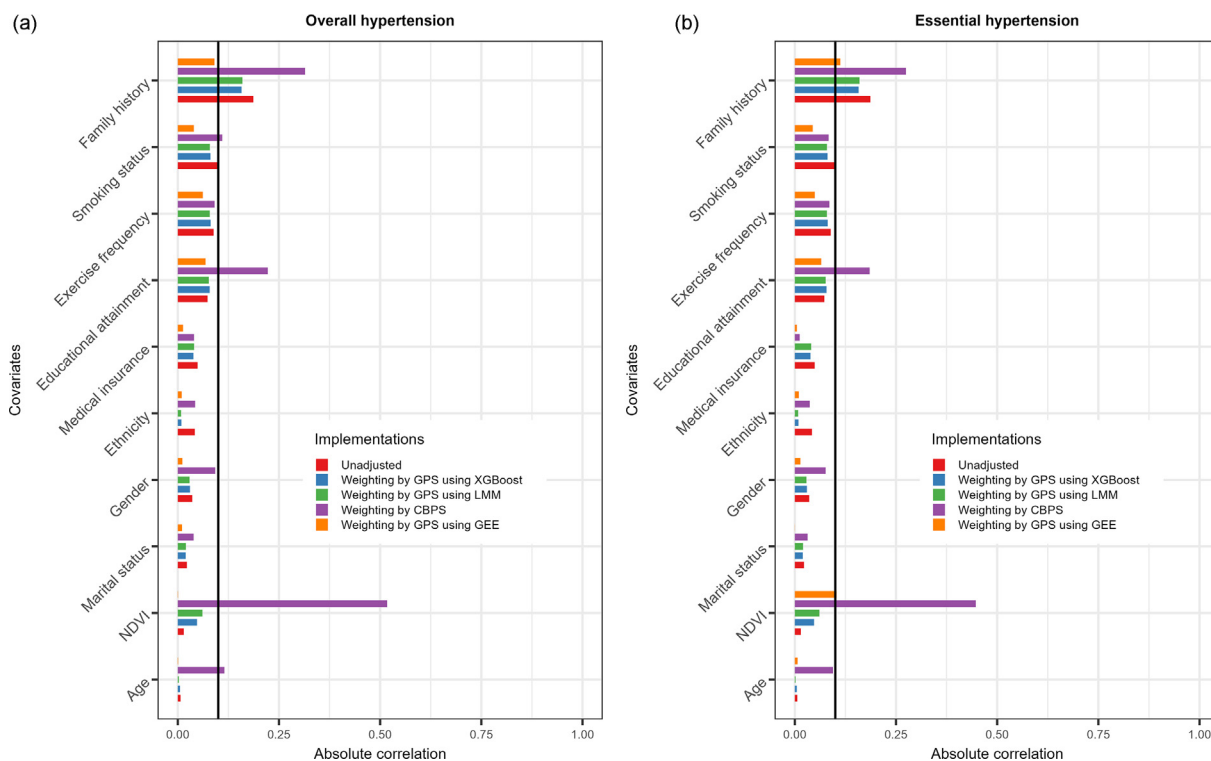 (a)
Overall hypertension
Covariates
Family history
Smoking status
Exercise frequency
Educational attainment
Medical insurance
Ethnicity
Gender
Marital status
NDVI
Age
Implementations
Unadjusted
Weighting by GPS using XGBoost
Weighting by GPS using LMM
Weighting by CBPS
Weighting by GPS using GEE
0.00 0.25 0.50 0.75 1.00
Absolute correlation
(b)
Essential hypertension
Covariates
Family history
Smoking status
Exercise frequency
Educational attainment
Medical insurance
Ethnicity
Gender
Marital status
NDVI
Age
Implementations
Unadjusted
Weighting by GPS using XGBoost
Weighting by GPS using LMM
Weighting by CBPS
Weighting by GPS using GEE
0.00 0.25 0.50 0.75 1.00
Absolute correlation